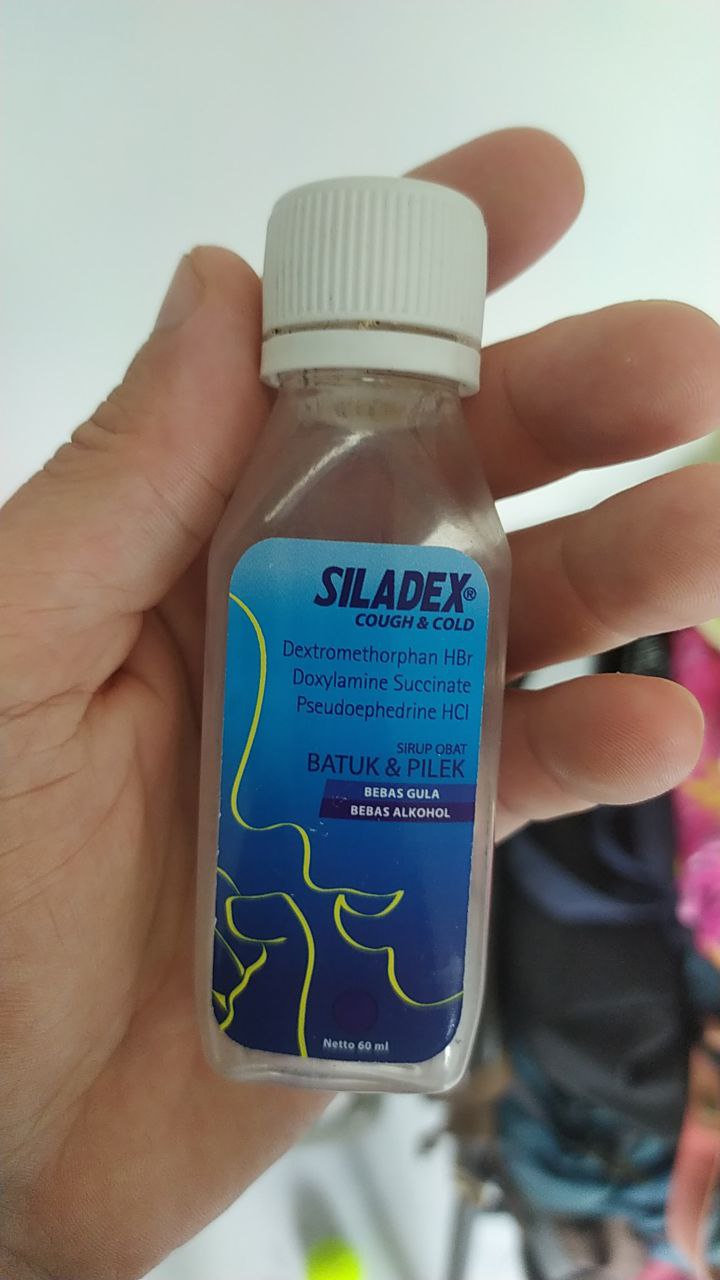 SILADEX®
COUGH & COLD
Dextromethorphan HBr
Doxylamine Succinate
Pseudoephedrine HCl
SIRUP OBAT
BATUK & PILEK
BEBAS GULA
BEBAS ALKOHOL
Netto 60 ml